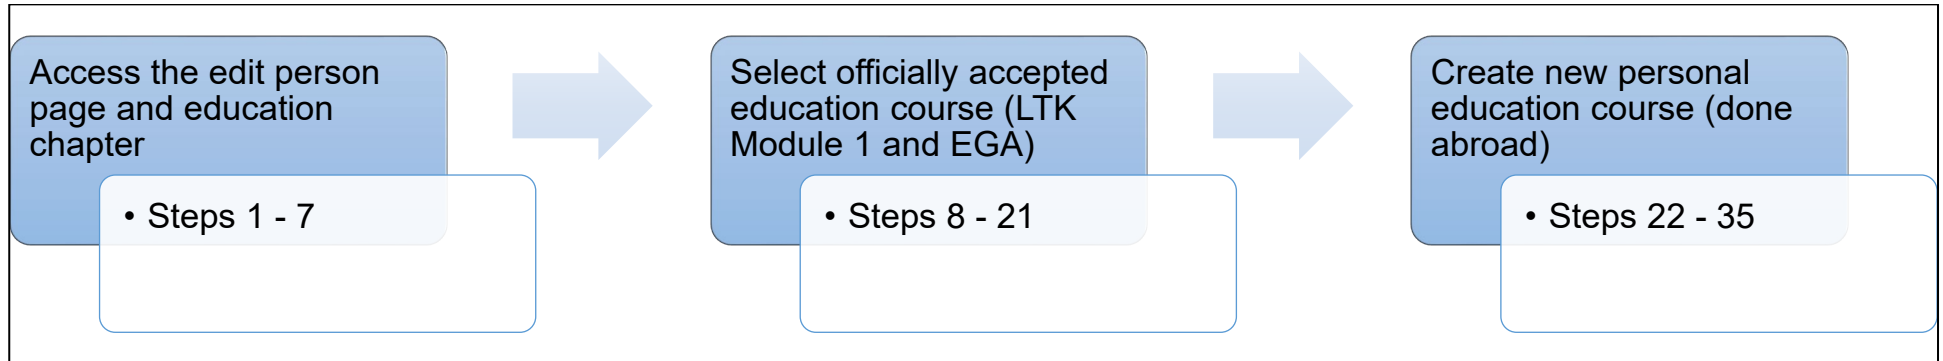 Access the edit person
page and education
chapter
• Steps 1 - 7
Select officially accepted
education course (LTK
Module 1 and EGA)
• Steps 8 - 21
Create new personal
education course (done
abroad)
• Steps 22 - 35